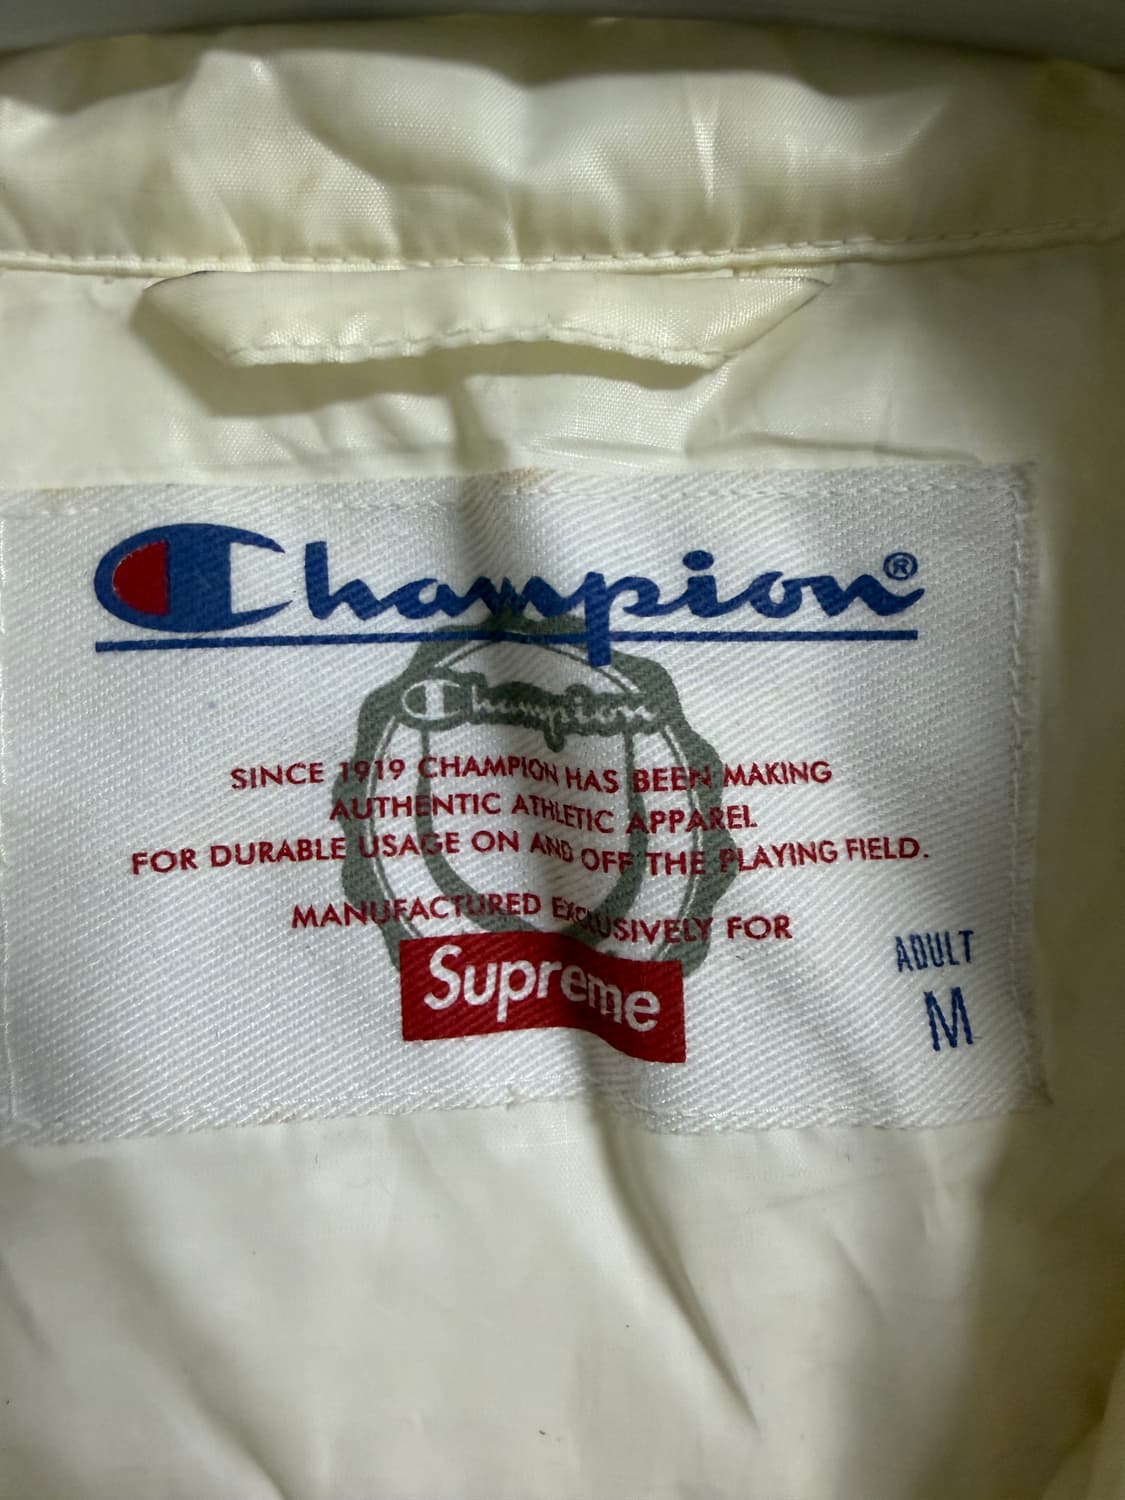 Champion®
Champion
SINCE 1919 CHAMPION HAS BEEN MAKING
AUTHENTIC ATHLETIC APPAREL
FOR DURABLE USAGE ON AND OFF THE PLAYING FIELD.
MANUFACTURED EXCLUSIVELY FOR
Supreme
ADULT
M